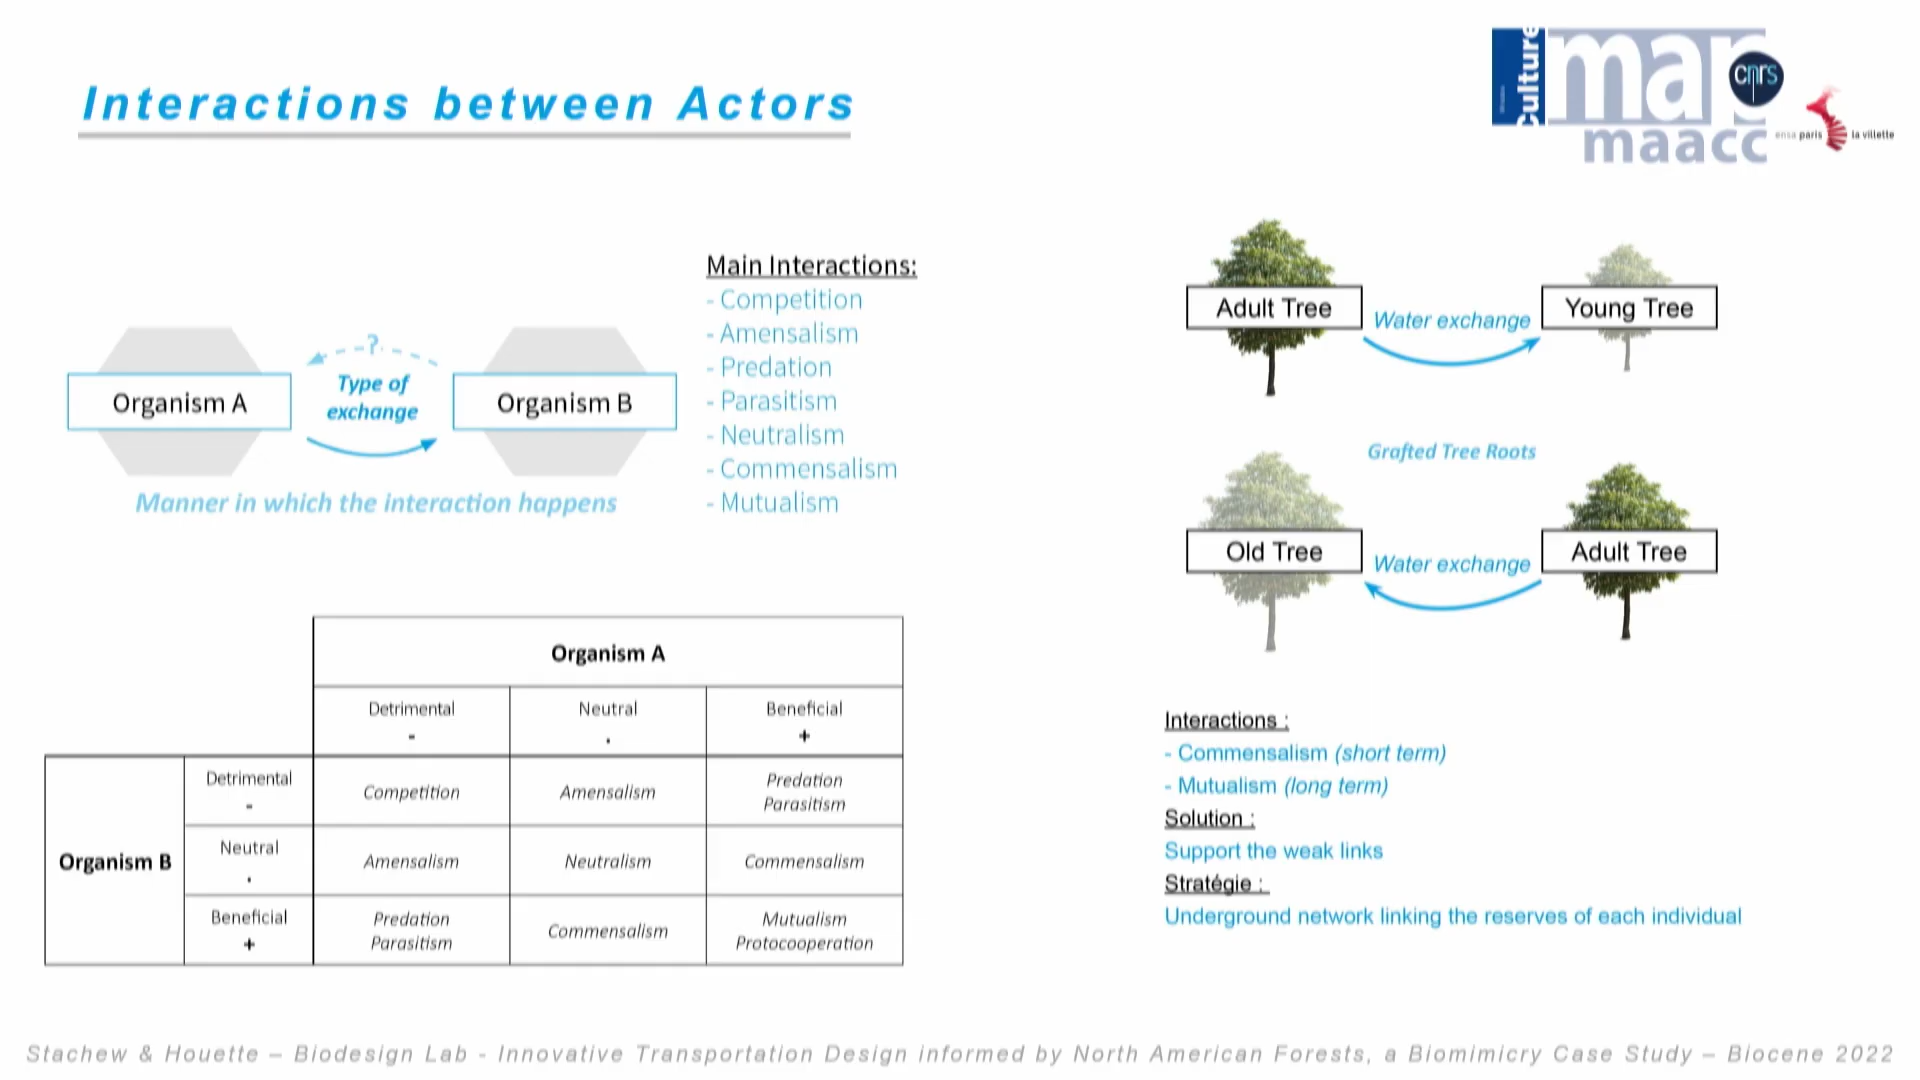 Interactions between Actors
culture
map
cnrs
maacc
ensa paris la villette
Main Interactions:
- Competition
- Amensalism
- Predation
- Parasitism
- Neutralism
- Commensalism
- Mutualism
Organism A
?
Type of
exchange
Organism B
Manner in which the interaction happens
Organism A
Detrimental
-
Neutral
.
Beneficial
+
Organism B
Detrimental
-
Competition
Amensalism
Predation
Parasitism
Neutral
.
Amensalism
Neutralism
Commensalism
Beneficial
+
Predation
Parasitism
Commensalism
Mutualism
Protocooperation
Adult Tree
Water exchange
Young Tree
Grafted Tree Roots
Old Tree
Water exchange
Adult Tree
Interactions :
- Commensalism (short term)
- Mutualism (long term)
Solution :
Support the weak links
Stratégie :
Underground network linking the reserves of each individual
Stachew & Houette – Biodesign Lab - Innovative Transportation Design informed by North American Forests, a Biomimicry Case Study – Biocene 2022